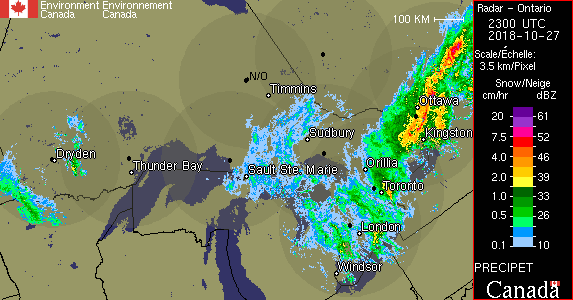 Environment Environnement
Canada Canada
100 KM
N/O
Timmins
Ottawa
Sudbury
Kingston
Dryden
Thunder Bay
Sault Ste. Marie
Orillia
Toronto
London
Windsor
Radar - Ontario
2300 UTC
2018-10-27
Scale/Échelle:
3.5 km/Pixel
Snow/Neige
cm/hr dBZ
20 61
7.5 52
4.0 46
2.0 39
1.0 33
0.5 26
0.1 10
PRECIPET
Canada